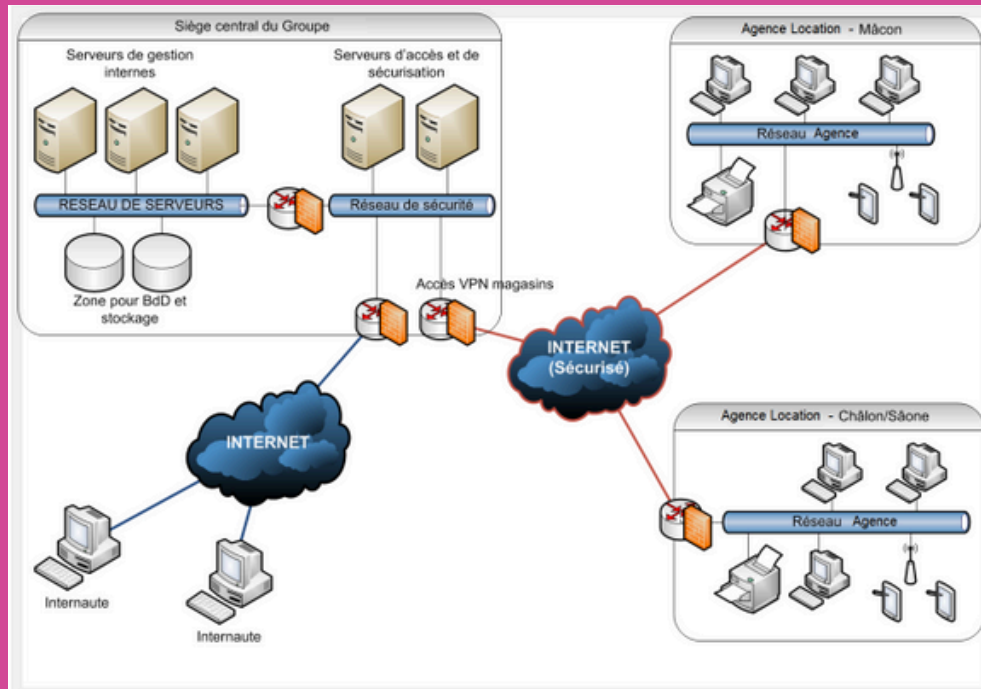 Siège central du Groupe
Serveurs de gestion
internes
Serveurs d'accès et de
sécurisation
RESEAU DE SERVEURS
Réseau de sécurité
Zone pour BdD et
stockage
Accès VPN magasins
Agence Location - Mâcon
Réseau Agence
INTERNET
(Sécurisé)
INTERNET
Agence Location - Châlon/Sâone
Réseau Agence
Internaute
Internaute